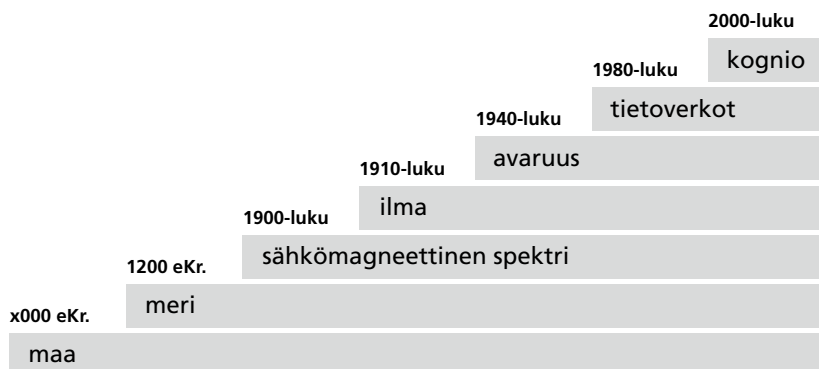 2000-luku
kognio
1980-luku
tietoverkot
1940-luku
avaruus
1910-luku
ilma
1900-luku
sähkömagneettinen spektri
1200 eKr.
meri
x000 eKr.
maa